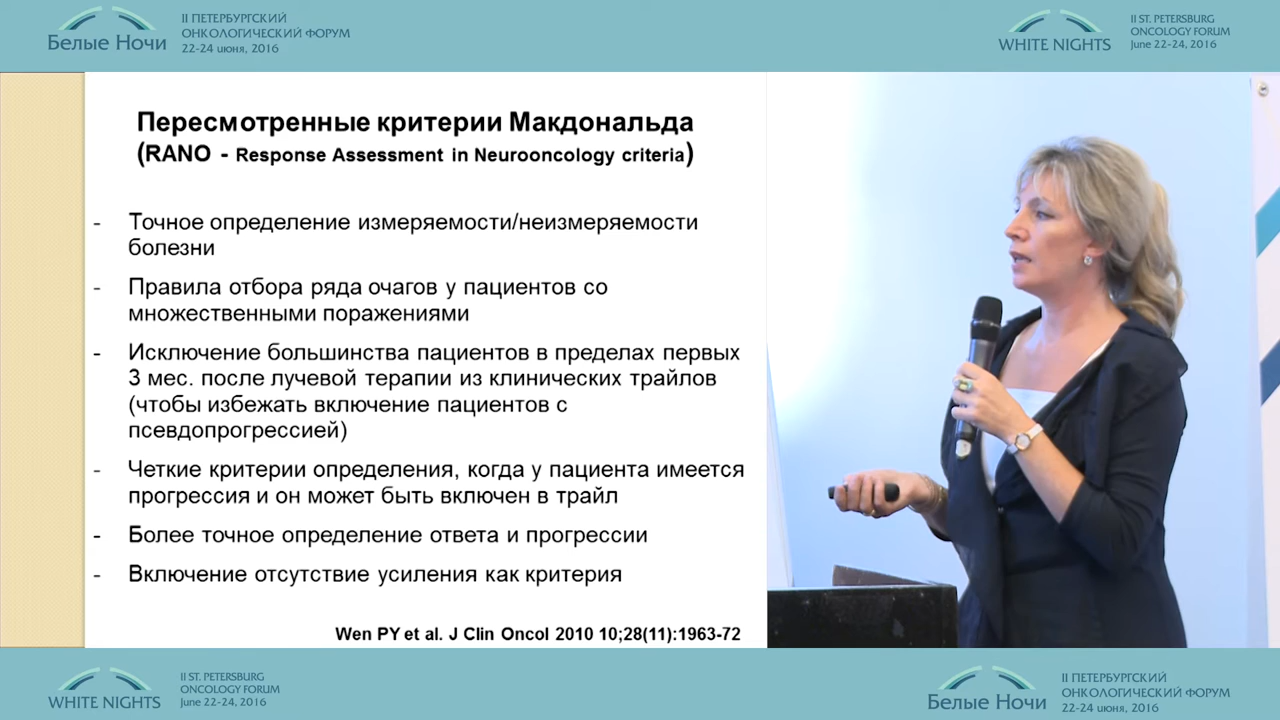 II ПЕТЕРБУРГСКИЙ
ОНКОЛОГИЧЕСКИЙ ФОРУМ
Белые Ночи
22-24 июня, 2016
II ST. PETERSBURG
ONCOLOGY FORUM
WHITE NIGHTS
June 22-24, 2016
Пересмотренные критерии Макдональда
(RANO - Response Assessment in Neurooncology criteria)
- Точное определение измеряемости/неизмеряемости
болезни
- Правила отбора ряда очагов у пациентов со
множественными поражениями
- Исключение большинства пациентов в пределах первых
3 мес. после лучевой терапии из клинических трайлов
(чтобы избежать включение пациентов с
псевдопрогрессией)
- Четкие критерии определения, когда у пациента имеется
прогрессия и он может быть включен в трайл
- Более точное определение ответа и прогрессии
- Включение отсутствие усиления как критерия
Wen PY et al. J Clin Oncol 2010 10;28(11):1963-72
II ST. PETERSBURG
ONCOLOGY FORUM
WHITE NIGHTS
June 22-24, 2016
II ПЕТЕРБУРГСКИЙ
ОНКОЛОГИЧЕСКИЙ ФОРУМ
Белые Ночи
22-24 июня, 2016